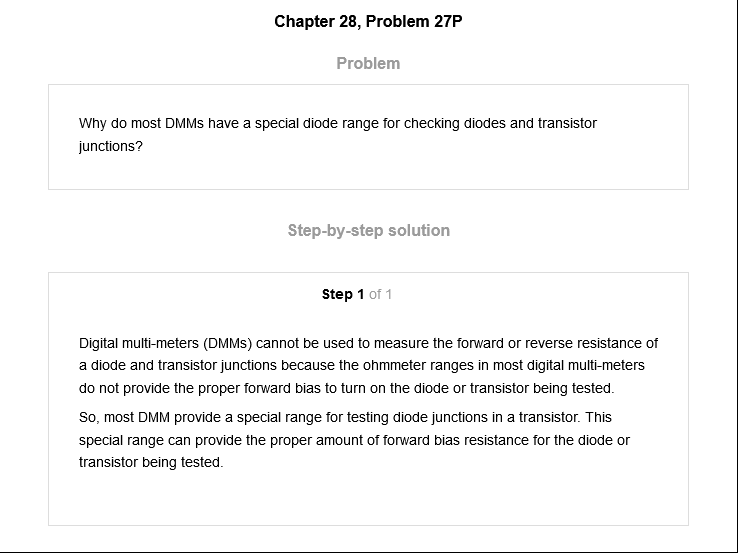 Chapter 28, Problem 27P
Problem
Why do most DMMs have a special diode range for checking diodes and transistor
junctions?
Step-by-step solution
Step 1 of 1
Digital multi-meters (DMMs) cannot be used to measure the forward or reverse resistance of
a diode and transistor junctions because the ohmmeter ranges in most digital multi-meters
do not provide the proper forward bias to turn on the diode or transistor being tested.
So, most DMM provide a special range for testing diode junctions in a transistor. This
special range can provide the proper amount of forward bias resistance for the diode or
transistor being tested.